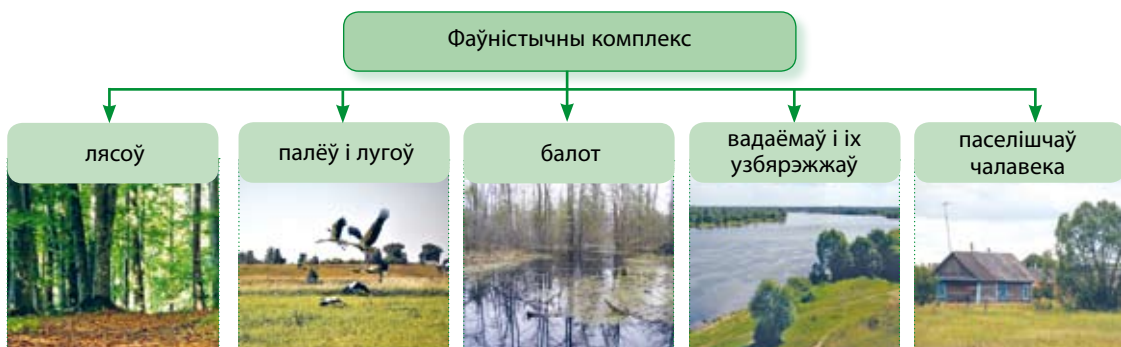 Фаўністычны комплекс
лясоў
палёў і лугоў
балот
вадаёмаў і іх
узбярэжжаў
паселішчаў
чалавека